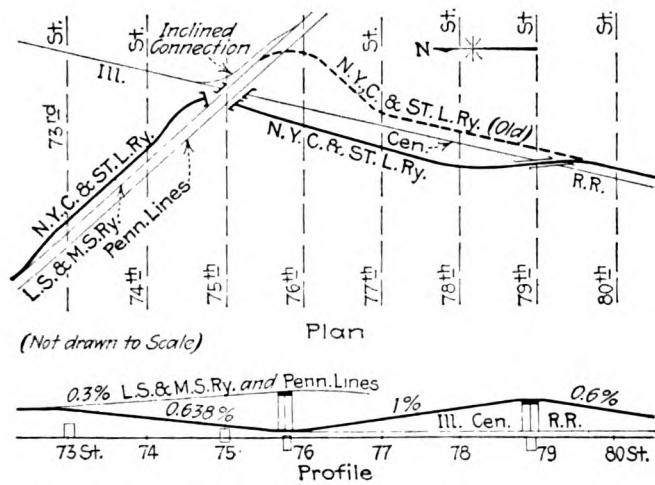 73rd St.
74th St.
75th St.
76th St.
77th St.
78th St.
79th St.
80th St.
Inclined
Connection
N
Ill.
Cen.
R.R.
N.Y.,C. & ST. L. Ry. (Old)
N.Y.,C. & ST. L. Ry.
N.Y.,C. & ST. L. Ry.
L.S. & M.S. Ry.
Penn. Lines
Plan
(Not drawn to Scale)
0.3% L.S. & M.S. Ry. and Penn. Lines
0.638%
1%
0.6%
Ill. Cen. R.R.
73 St. 74 75 76 77 78 79 80 St.
Profile